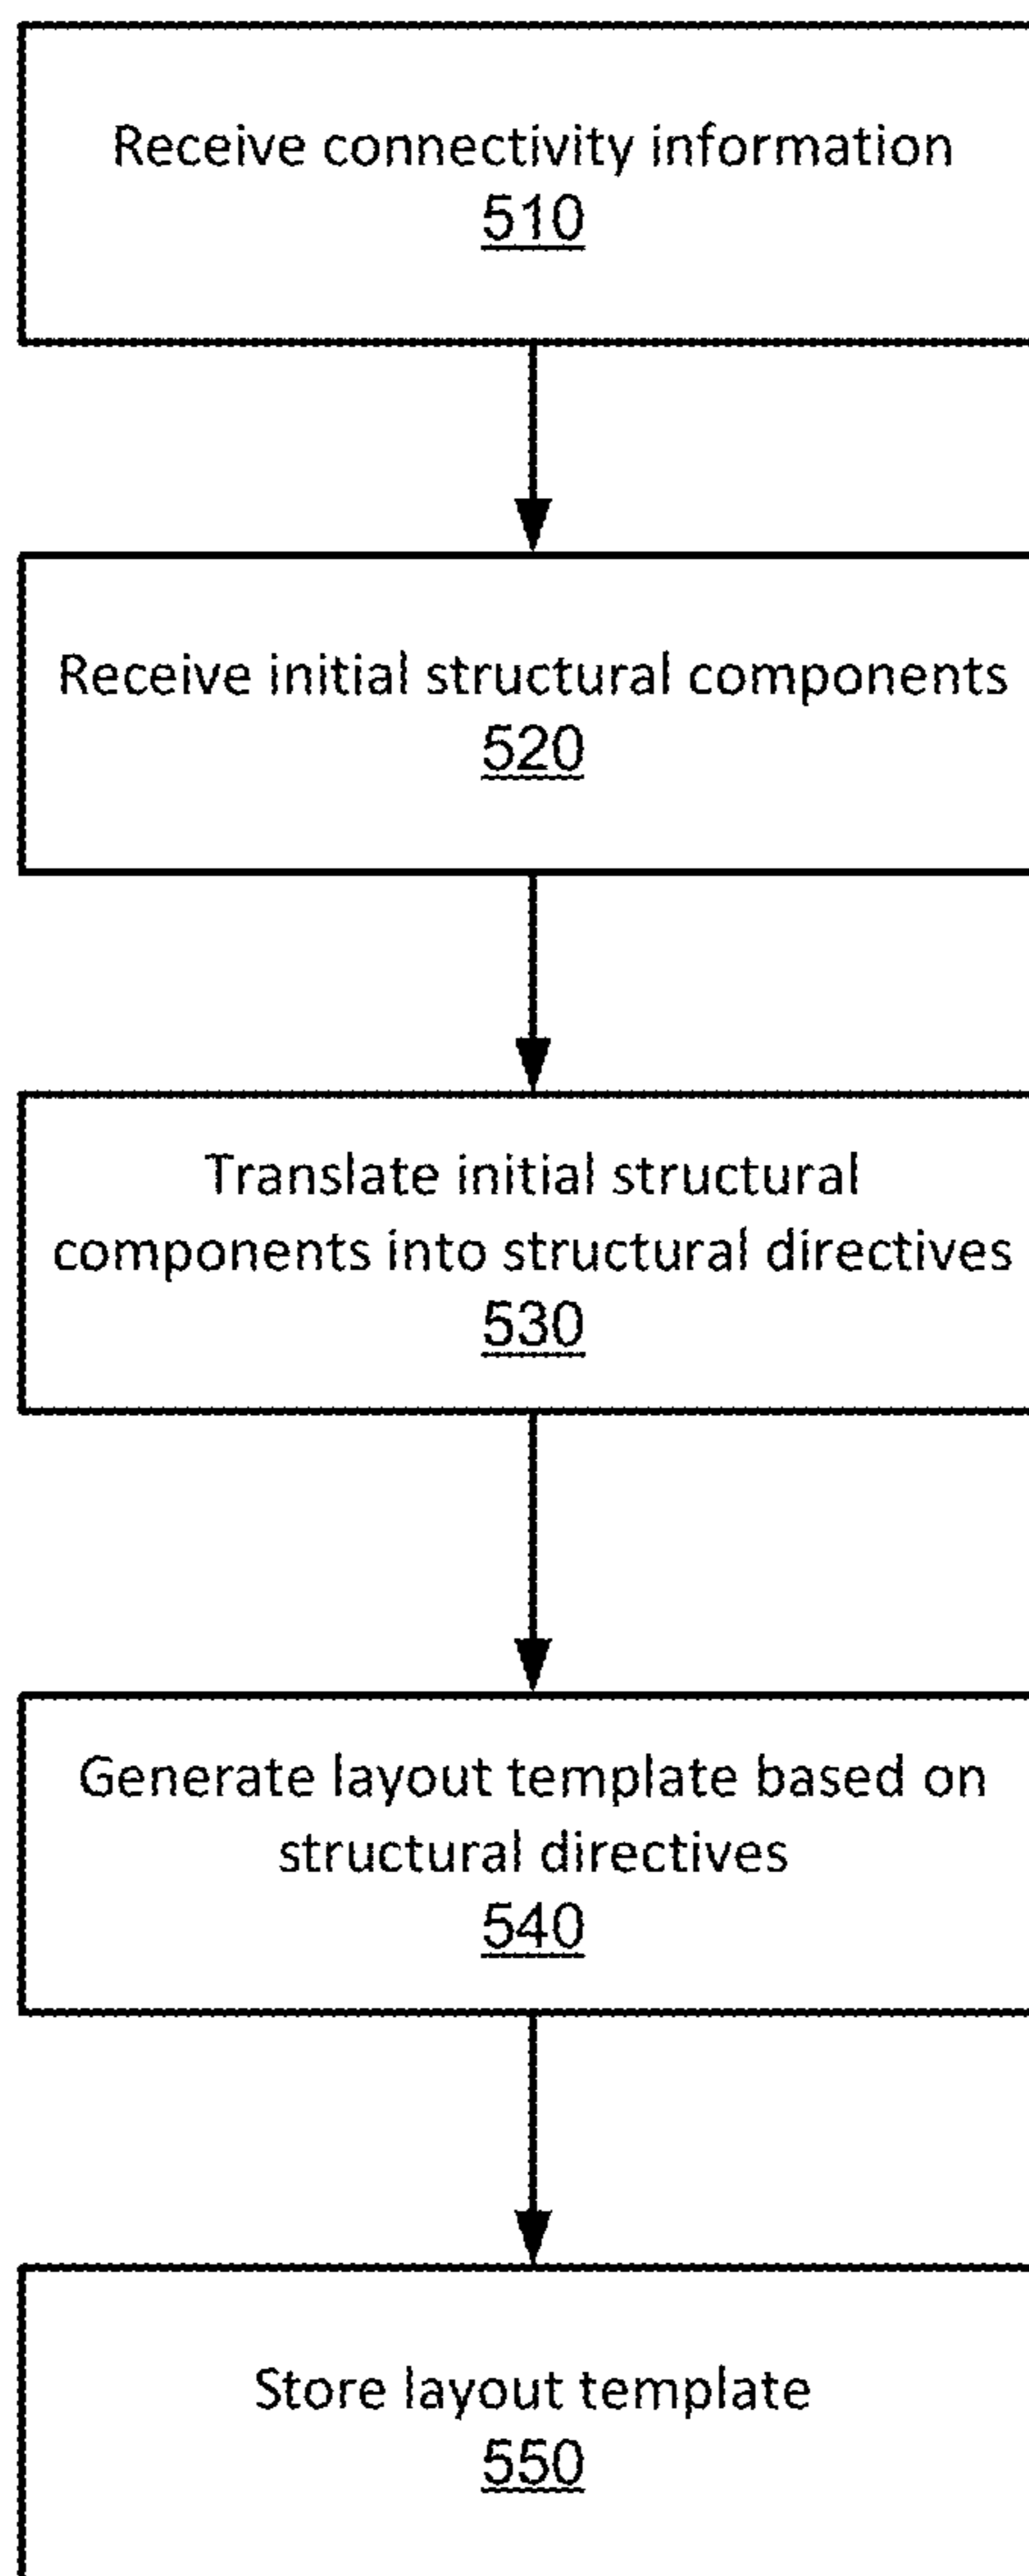 Receive connectivity information
510
Receive initial structural components
520
Translate initial structural
components into structural directives
530
Generate layout template based on
structural directives
540
Store layout template
550